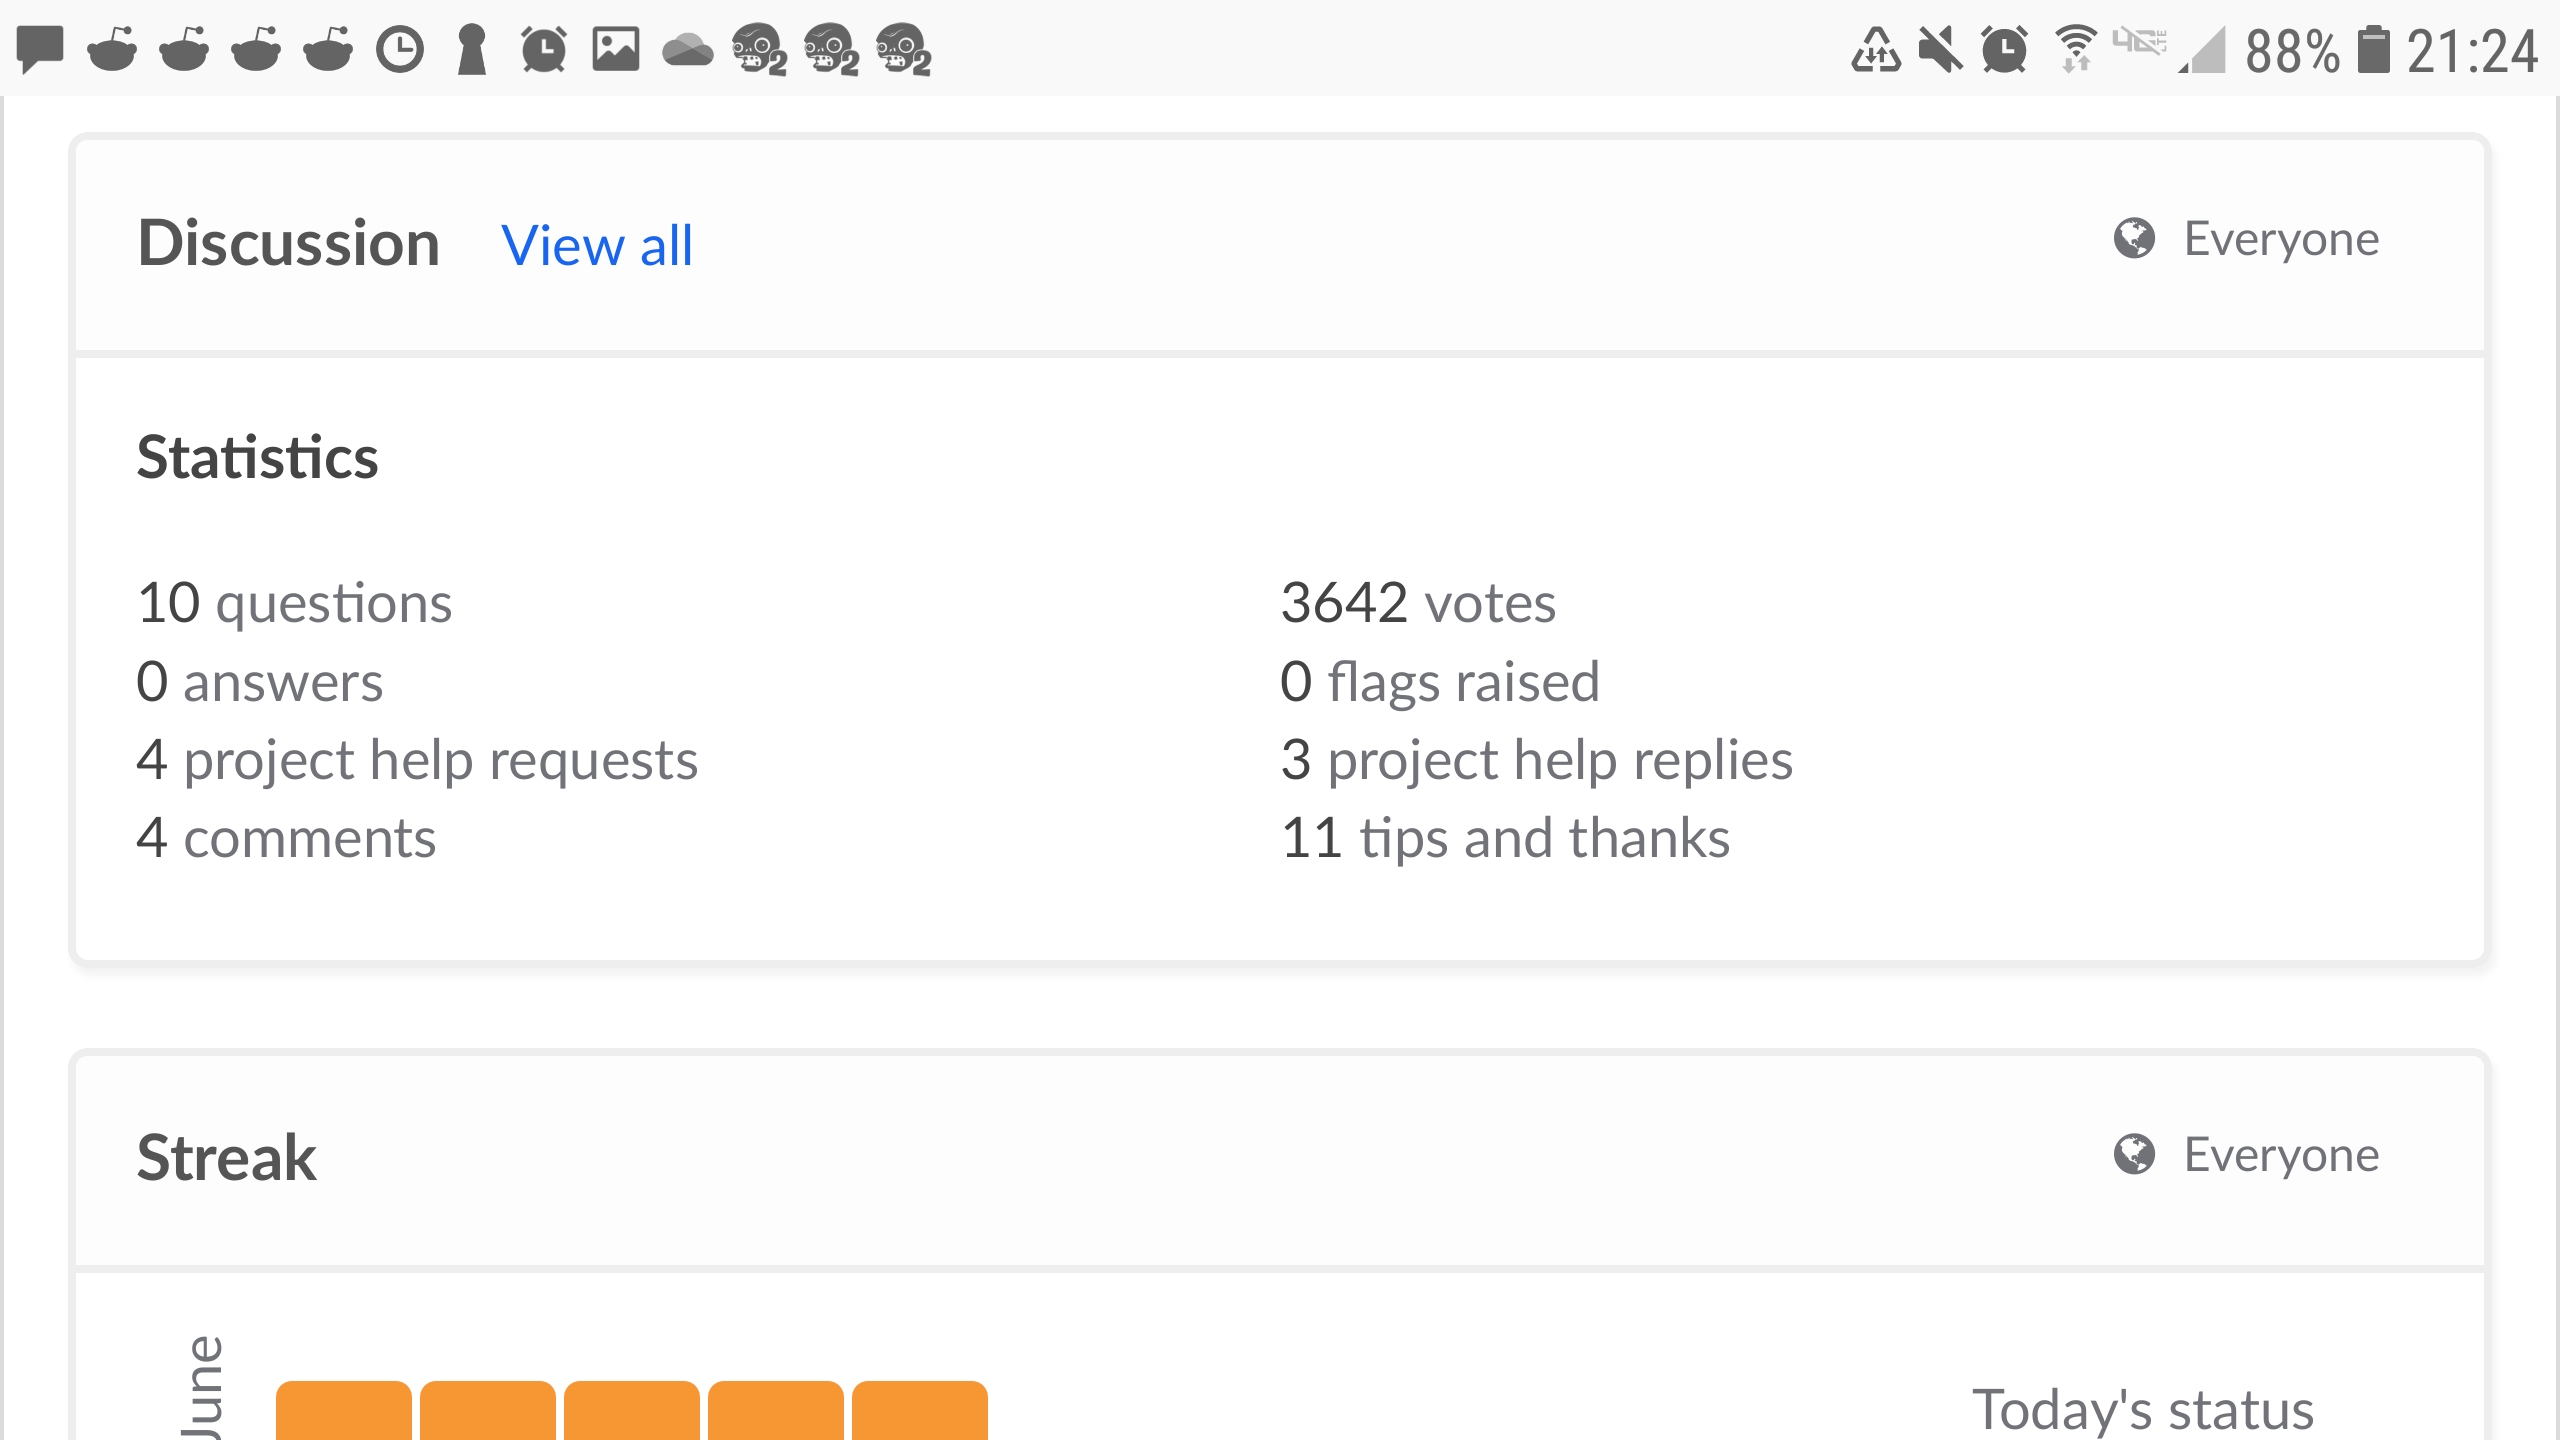 88% 21:24
Discussion View all Everyone
Statistics
10 questions
0 answers
4 project help requests
4 comments
3642 votes
0 flags raised
3 project help replies
11 tips and thanks
Streak Everyone
June
Today's status